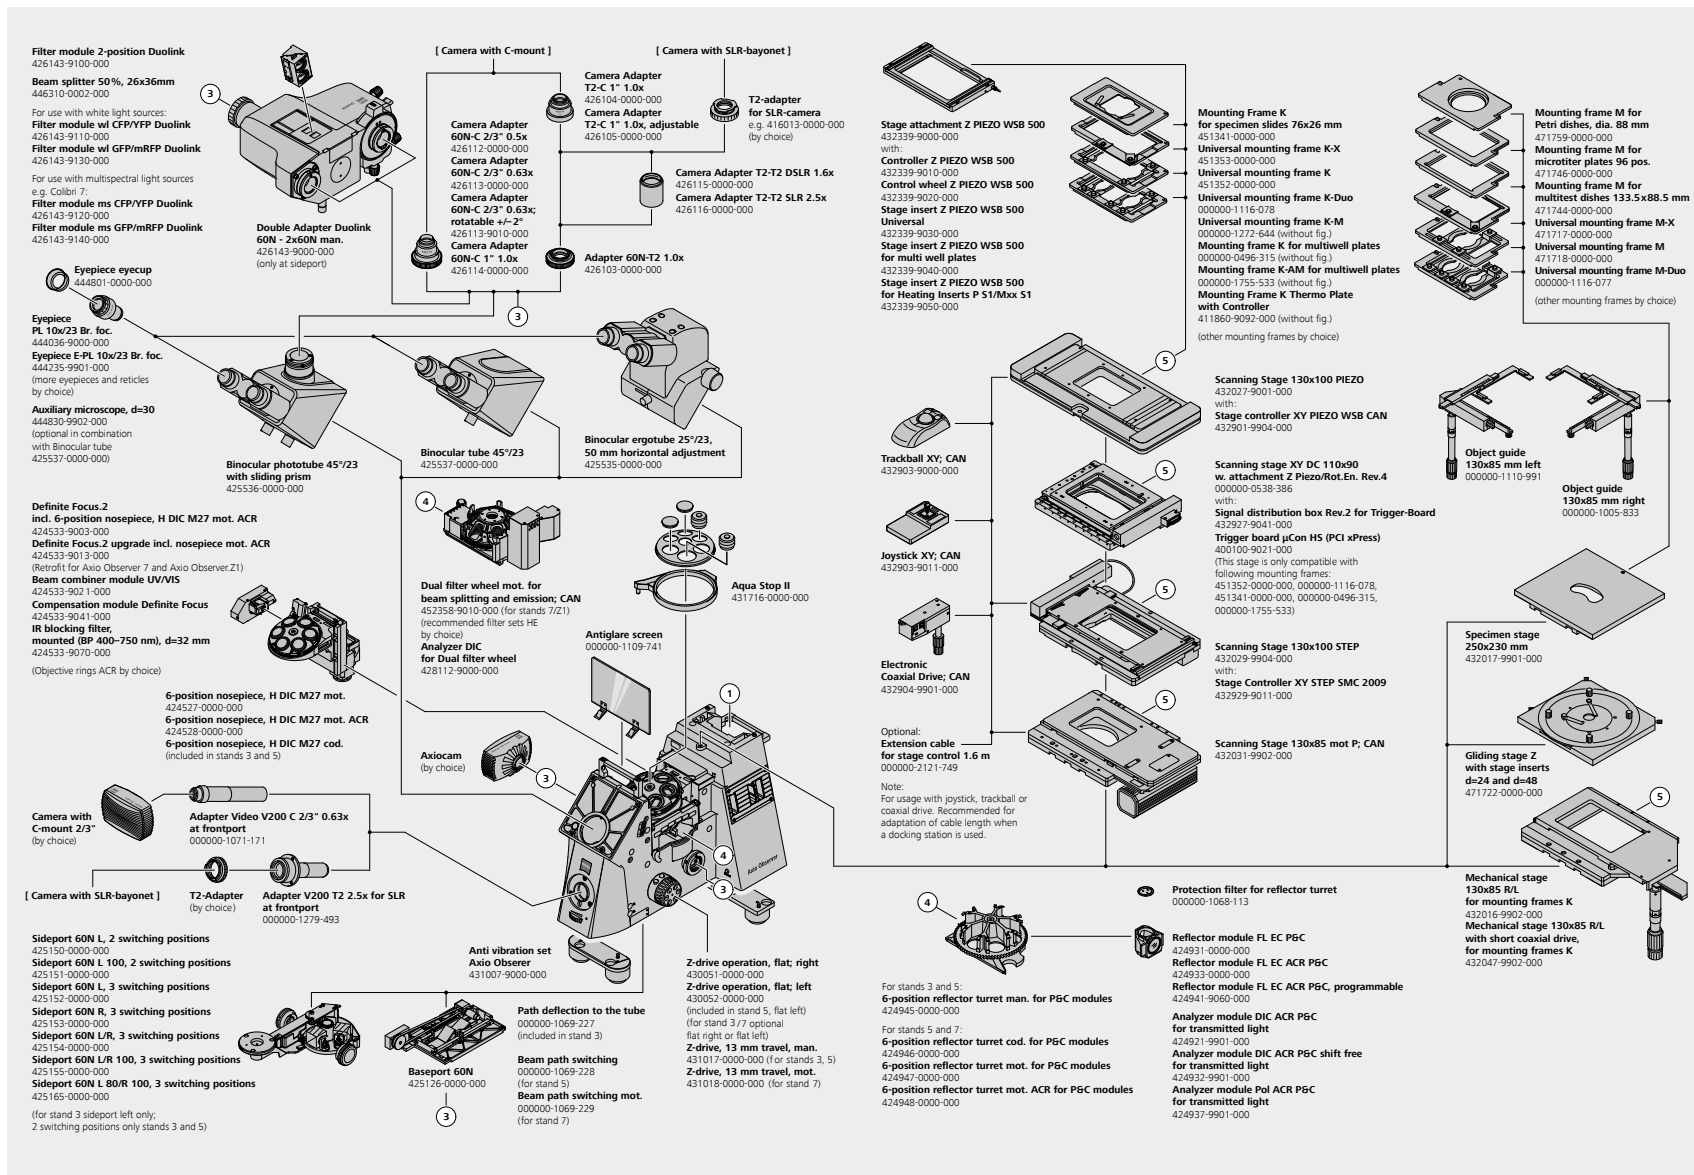 Filter module 2-position Duolink
426143-9100-000
Beam splitter 50 %, 26x36mm
446310-0002-000
For use with white light sources:
Filter module wl CFP/YFP Duolink
426143-9110-000
Filter module wl GFP/mRFP Duolink
426143-9130-000
For use with multispectral light sources
e.g. Colibri 7:
Filter module ms CFP/YFP Duolink
426143-9120-000
Filter module ms GFP/mRFP Duolink
426143-9140-000
3
Double Adapter Duolink
60N - 2x60N man.
426143-9000-000
(only at sideport)
[ Camera with C-mount ]
[ Camera with SLR-bayonet ]
Camera Adapter
60N-C 2/3" 0.5x
426112-0000-000
Camera Adapter
60N-C 2/3" 0.63x
426113-0000-000
Camera Adapter
60N-C 2/3" 0.63x;
rotatable +/−2°
426113-9010-000
Camera Adapter
60N-C 1" 1.0x
426114-0000-000
Camera Adapter
T2-C 1" 1.0x
426104-0000-000
Camera Adapter
T2-C 1" 1.0x, adjustable
426105-0000-000
T2-adapter
for SLR-camera
e.g. 416013-0000-000
(by choice)
Camera Adapter T2-T2 DSLR 1.6x
426115-0000-000
Camera Adapter T2-T2 SLR 2.5x
426116-0000-000
Adapter 60N-T2 1.0x
426103-0000-000
3
Eyepiece eyecup
444801-0000-000
Eyepiece
PL 10x/23 Br. foc.
444036-9000-000
Eyepiece E-PL 10x/23 Br. foc.
444235-9901-000
(more eyepieces and reticles
by choice)
Auxiliary microscope, d=30
444830-9902-000
(optional in combination
with Binocular tube
425537-0000-000)
Binocular phototube 45°/23
with sliding prism
425536-0000-000
Binocular tube 45°/23
425537-0000-000
Binocular ergotube 25°/23,
50 mm horizontal adjustment
425535-0000-000
Definite Focus.2
incl. 6-position nosepiece, H DIC M27 mot. ACR
424533-9003-000
Definite Focus.2 upgrade incl. nosepiece mot. ACR
424533-9013-000
(Retrofit for Axio Observer 7 and Axio Observer.Z1)
Beam combiner module UV/VIS
424533-9021-000
Compensation module Definite Focus
424533-9041-000
IR blocking filter,
mounted (BP 400–750 nm), d=32 mm
424533-9070-000
(Objective rings ACR by choice)
6-position nosepiece, H DIC M27 mot.
424527-0000-000
6-position nosepiece, H DIC M27 mot. ACR
424528-0000-000
6-position nosepiece, H DIC M27 cod.
(included in stands 3 and 5)
4
Dual filter wheel mot. for
beam splitting and emission; CAN
452358-9010-000 (for stands 7/Z1)
(recommended filter sets HE
by choice)
Analyzer DIC
for Dual filter wheel
428112-9000-000
Aqua Stop II
431716-0000-000
Antiglare screen
000000-1109-741
1
Axiocam
(by choice)
3
Camera with
C-mount 2/3"
(by choice)
Adapter Video V200 C 2/3" 0.63x
at frontport
000000-1071-171
[ Camera with SLR-bayonet ]
T2-Adapter
(by choice)
Adapter V200 T2 2.5x for SLR
at frontport
000000-1279-493
4
3
Axio Observer
Sideport 60N L, 2 switching positions
425150-0000-000
Sideport 60N L 100, 2 switching positions
425151-0000-000
Sideport 60N L, 3 switching positions
425152-0000-000
Sideport 60N R, 3 switching positions
425153-0000-000
Sideport 60N L/R, 3 switching positions
425154-0000-000
Sideport 60N L/R 100, 3 switching positions
425155-0000-000
Sideport 60N L 80/R 100, 3 switching positions
425165-0000-000
(for stand 3 sideport left only;
2 switching positions only stands 3 and 5)
Baseport 60N
425126-0000-000
3
Anti vibration set
Axio Obserer
431007-9000-000
Path deflection to the tube
000000-1069-227
(included in stand 3)
Beam path switching
000000-1069-228
(for stand 5)
Beam path switching mot.
000000-1069-229
(for stand 7)
Z-drive operation, flat; right
430051-0000-000
Z-drive operation, flat; left
430052-0000-000
(included in stand 5, flat left)
(for stand 3 /7 optional
flat right or flat left)
Z-drive, 13 mm travel, man.
431017-0000-000 (for stands 3, 5)
Z-drive, 13 mm travel, mot.
431018-0000-000 (for stand 7)
Stage attachment Z PIEZO WSB 500
432339-9000-000
with:
Controller Z PIEZO WSB 500
432339-9010-000
Control wheel Z PIEZO WSB 500
432339-9020-000
Stage insert Z PIEZO WSB 500
Universal
432339-9030-000
Stage insert Z PIEZO WSB 500
for multi well plates
432339-9040-000
Stage insert Z PIEZO WSB 500
for Heating Inserts P S1/Mxx S1
432339-9050-000
Mounting Frame K
for specimen slides 76x26 mm
451341-0000-000
Universal mounting frame K-X
451353-0000-000
Universal mounting frame K
451352-0000-000
Universal mounting frame K-Duo
000000-1116-078
Universal mounting frame K-M
000000-1272-644 (without fig.)
Mounting frame K for multiwell plates
000000-0496-315 (without fig.)
Mounting frame K-AM for multiwell plates
000000-1755-533 (without fig.)
Mounting Frame K Thermo Plate
with Controller
411860-9092-000 (without fig.)
(other mounting frames by choice)
Mounting frame M for
Petri dishes, dia. 88 mm
471759-0000-000
Mounting frame M for
microtiter plates 96 pos.
471746-0000-000
Mounting frame M for
multitest dishes 133.5x88.5 mm
471744-0000-000
Universal mounting frame M-X
471717-0000-000
Universal mounting frame M
471718-0000-000
Universal mounting frame M-Duo
000000-1116-077
(other mounting frames by choice)
5
Scanning Stage 130x100 PIEZO
432027-9001-000
with:
Stage controller XY PIEZO WSB CAN
432901-9904-000
Trackball XY; CAN
432903-9000-000
5
Scanning stage XY DC 110x90
w. attachment Z Piezo/Rot.En. Rev.4
000000-0538-386
with:
Signal distribution box Rev.2 for Trigger-Board
432927-9041-000
Trigger board µCon HS (PCI xPress)
400100-9021-000
(This stage is only compatible with
following mounting frames:
451352-0000-000, 000000-1116-078,
451341-0000-000, 000000-0496-315,
000000-1755-533)
Joystick XY; CAN
432903-9011-000
5
Electronic
Coaxial Drive; CAN
432904-9901-000
Scanning Stage 130x100 STEP
432029-9904-000
with:
Stage Controller XY STEP SMC 2009
432929-9011-000
5
Optional:
Extension cable
for stage control 1.6 m
000000-2121-749
Note:
For usage with joystick, trackball or
coaxial drive. Recommended for
adaptation of cable length when
a docking station is used.
Scanning Stage 130x85 mot P; CAN
432031-9902-000
Object guide
130x85 mm left
000000-1110-991
Object guide
130x85 mm right
000000-1005-833
Specimen stage
250x230 mm
432017-9901-000
Gliding stage Z
with stage inserts
d=24 and d=48
471722-0000-000
5
Mechanical stage
130x85 R/L
for mounting frames K
432016-9902-000
Mechanical stage 130x85 R/L
with short coaxial drive,
for mounting frames K
432047-9902-000
4
For stands 3 and 5:
6-position reflector turret man. for P&C modules
424945-0000-000
For stands 5 and 7:
6-position reflector turret cod. for P&C modules
424946-0000-000
6-position reflector turret mot. for P&C modules
424947-0000-000
6-position reflector turret mot. ACR for P&C modules
424948-0000-000
Protection filter for reflector turret
000000-1068-113
Reflector module FL EC P&C
424931-0000-000
Reflector module FL EC ACR P&C
424933-0000-000
Reflector module FL EC ACR P&C, programmable
424941-9060-000
Analyzer module DIC ACR P&C
for transmitted light
424921-9901-000
Analyzer module DIC ACR P&C shift free
for transmitted light
424932-9901-000
Analyzer module Pol ACR P&C
for transmitted light
424937-9901-000